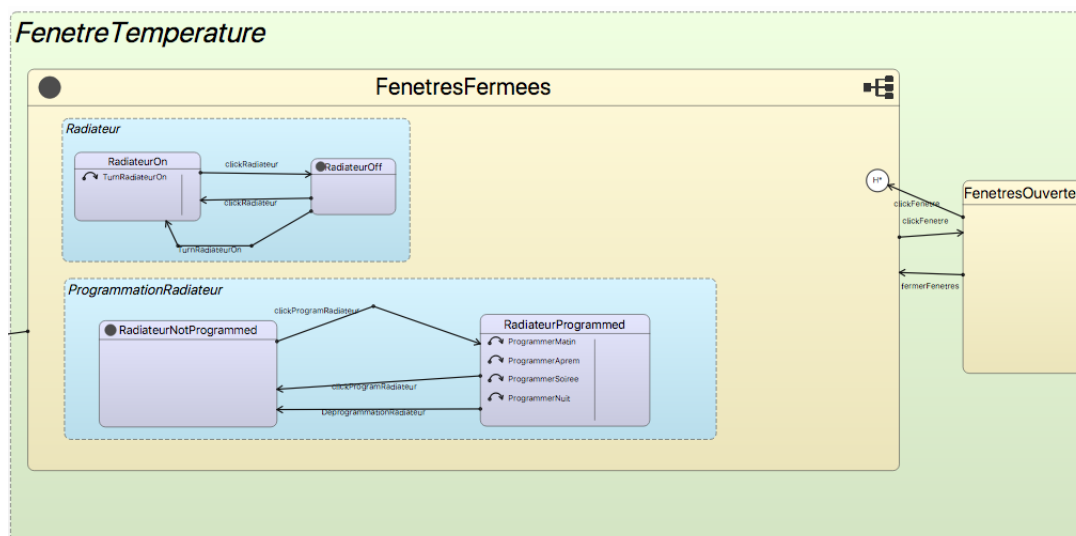 FenetreTemperature
FenetresFermees
Radiateur
RadiateurOn
TurnRadiateurOn
clickRadiateur
RadiateurOff
clickRadiateur
TurnRadiateurOn
H*
FenetresOuverte
clickFenetre
clickFenetre
fermerFenetres
ProgrammationRadiateur
RadiateurNotProgrammed
clickProgramRadiateur
RadiateurProgrammed
ProgrammerMatin
ProgrammerAprem
ProgrammerSoiree
ProgrammerNuit
clickProgramRadiateur
DeprogrammationRadiateur